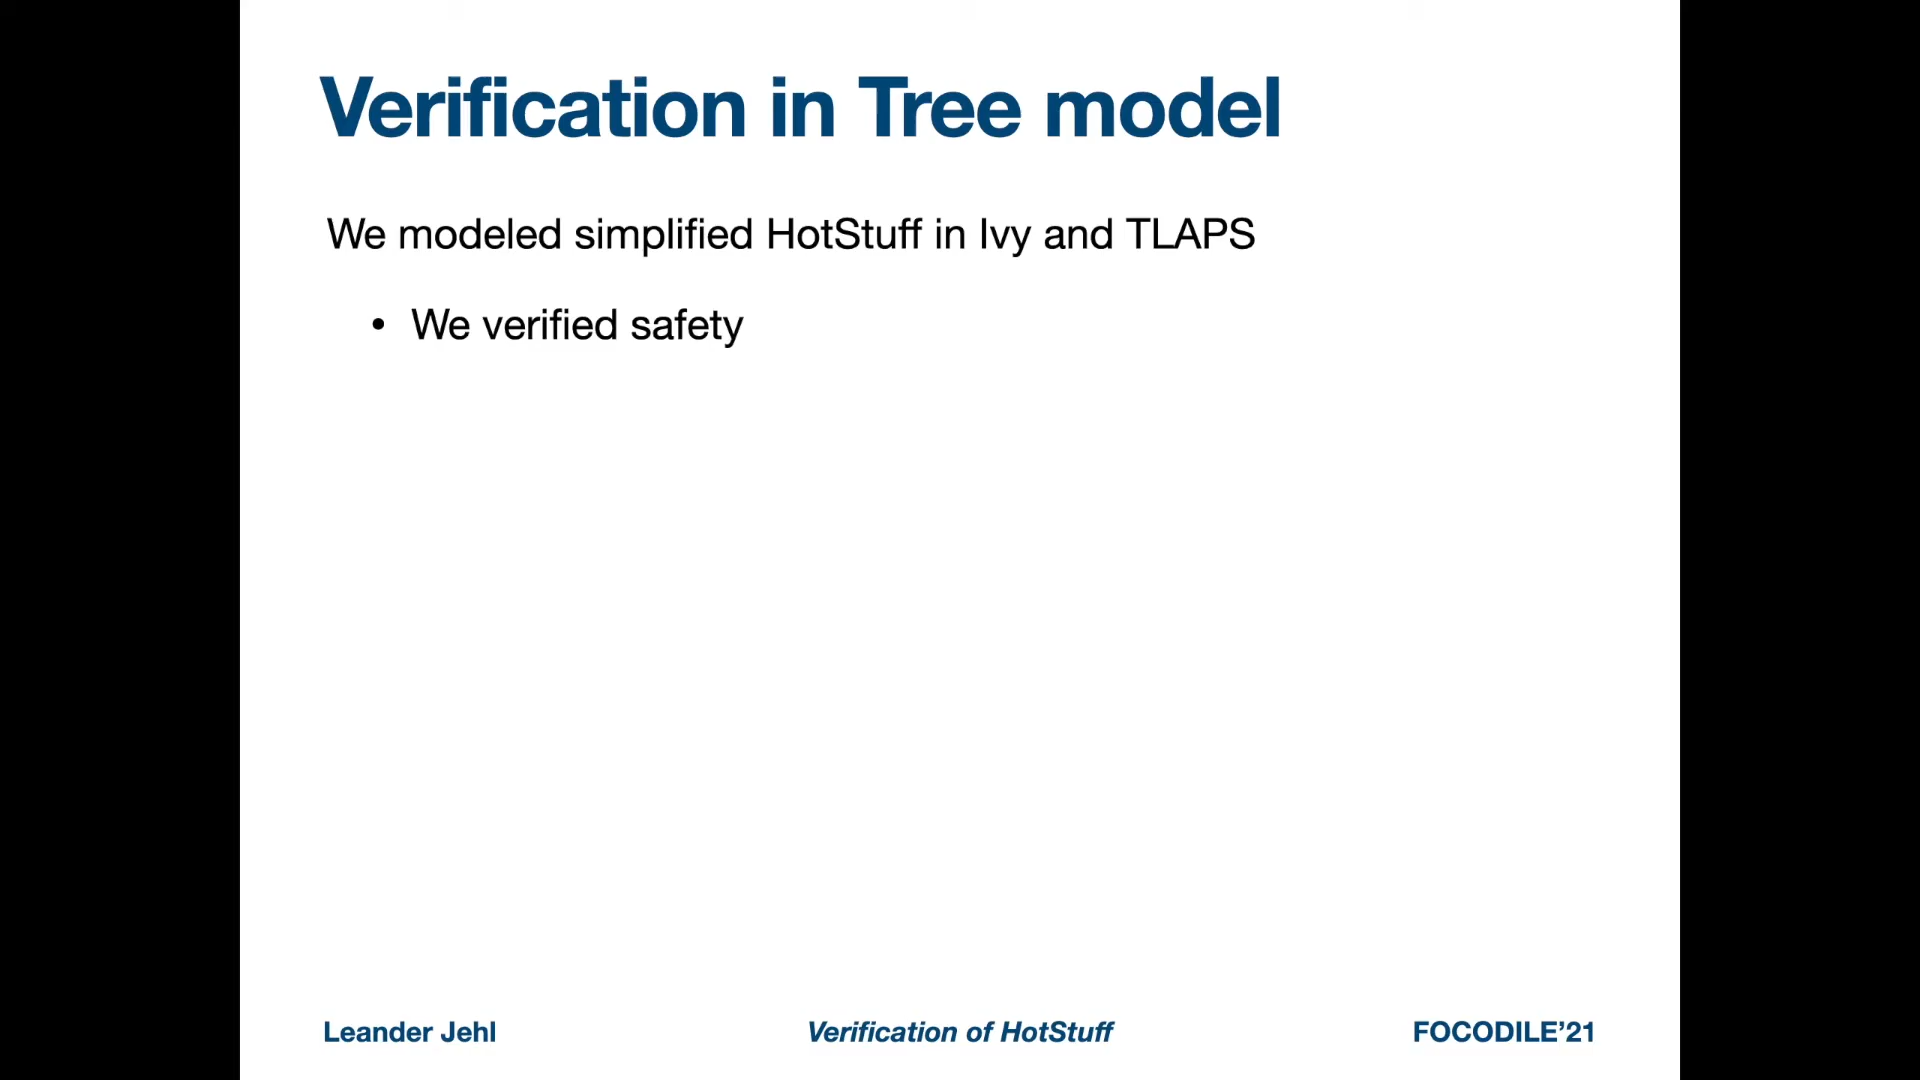 Verification in Tree model
We modeled simplified HotStuff in Ivy and TLAPS
• We verified safety
Leander Jehl
Verification of HotStuff
FOCODILE’21